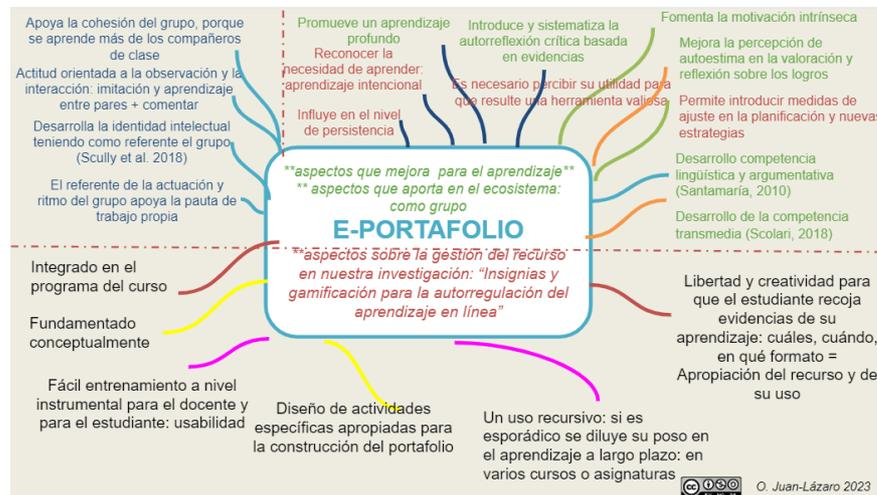 Apoya la cohesión del grupo, porque
se aprende más de los compañeros
de clase
Actitud orientada a la observación y la
interacción: imitación y aprendizaje
entre pares + comentar
Desarrolla la identidad intelectual
teniendo como referente el grupo
(Scully et al. 2018)
El referente de la actuación y
ritmo del grupo apoya la pauta de
trabajo propia
Promueve un aprendizaje
profundo
Reconocer la
necesidad de aprender:
aprendizaje intencional
Influye en el nivel
de persistencia
Introduce y sistematiza la
autorreflexión crítica basada
en evidencias
Es necesario percibir su utilidad para
que resulte una herramienta valiosa
Fomenta la motivación intrínseca
Mejora la percepción de
autoestima en la valoración y
reflexión sobre los logros
Permite introducir medidas de
ajuste en la planificación y nuevas
estrategias
Desarrollo competencia
lingüística y argumentativa
(Santamaría, 2010)
Desarrollo de la competencia
transmedia (Scolari, 2018)
**aspectos que mejora para el aprendizaje**
** aspectos que aporta en el ecosistema:
como grupo
E-PORTAFOLIO
**aspectos sobre la gestión del recurso
en nuestra investigación: “Insignias y
gamificación para la autorregulación del
aprendizaje en línea”
Integrado en el
programa del curso
Fundamentado
conceptualmente
Fácil entrenamiento a nivel
instrumental para el docente y
para el estudiante: usabilidad
Diseño de actividades
específicas apropiadas para
la construcción del portafolio
Un uso recursivo: si es
esporádico se diluye su poso en
el aprendizaje a largo plazo: en
varios cursos o asignaturas
Libertad y creatividad para
que el estudiante recoja
evidencias de su
aprendizaje: cuáles, cuándo,
en qué formato =
Apropiación del recurso y de
su uso
O. Juan-Lázaro 2023